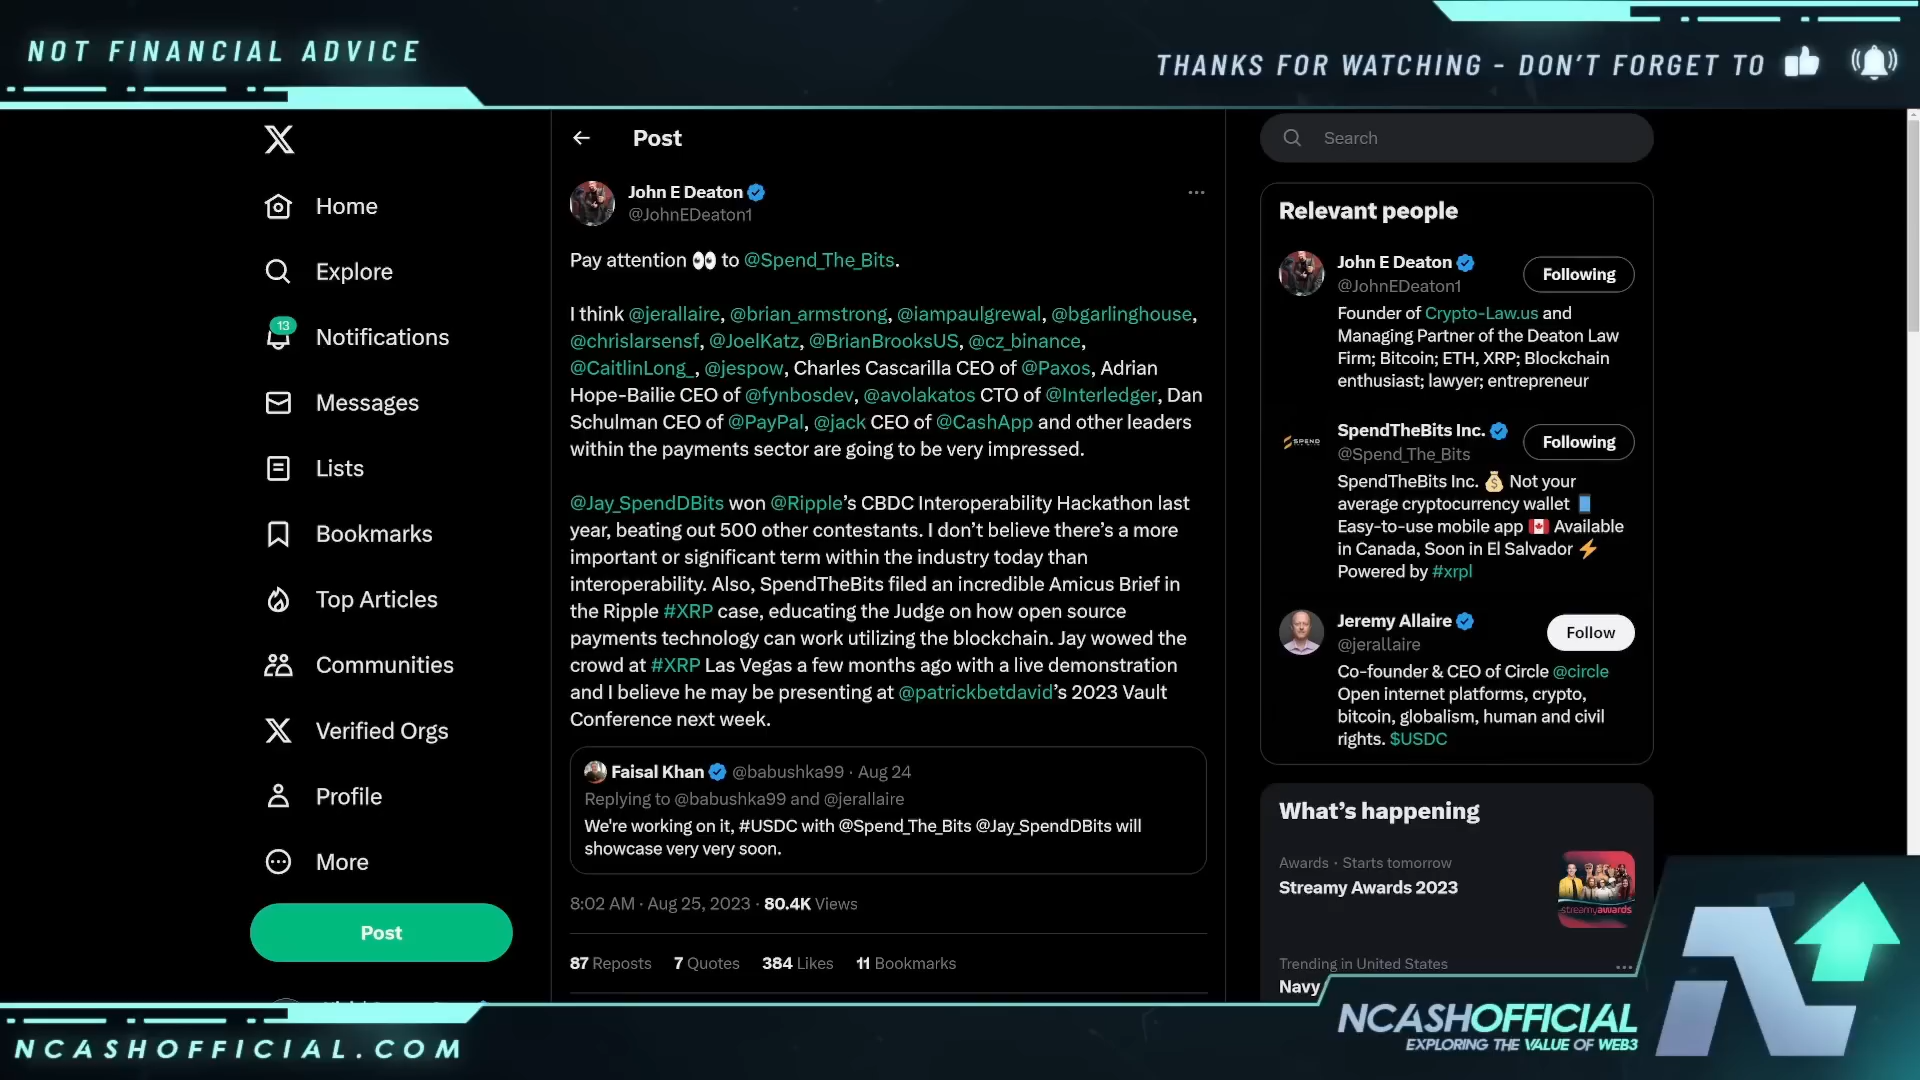 NOT FINANCIAL ADVICE
THANKS FOR WATCHING - DON'T FORGET TO
Home
Explore
13
Notifications
Messages
Lists
Bookmarks
Top Articles
Communities
Verified Orgs
Profile
More
Post
Post
John E Deaton
@JohnEDeaton1
Pay attention 👀 to @Spend_The_Bits.
I think @jerallaire, @brian_armstrong, @iampaulgrewal, @bgarlinghouse,
@chrislarsensf, @JoelKatz, @BrianBrooksUS, @cz_binance,
@CaitlinLong_, @jespow, Charles Cascarilla CEO of @Paxos, Adrian
Hope-Bailie CEO of @fynbosdev, @avolakatos CTO of @Interledger, Dan
Schulman CEO of @PayPal, @jack CEO of @CashApp and other leaders
within the payments sector are going to be very impressed.
@Jay_SpendDBits won @Ripple’s CBDC Interoperability Hackathon last
year, beating out 500 other contestants. I don’t believe there’s a more
important or significant term within the industry today than
interoperability. Also, SpendTheBits filed an incredible Amicus Brief in
the Ripple #XRP case, educating the Judge on how open source
payments technology can work utilizing the blockchain. Jay wowed the
crowd at #XRP Las Vegas a few months ago with a live demonstration
and I believe he may be presenting at @patrickbetdavid’s 2023 Vault
Conference next week.
Faisal Khan @babushka99 · Aug 24
Replying to @babushka99 and @jerallaire
We're working on it, #USDC with @Spend_The_Bits @Jay_SpendDBits will
showcase very very soon.
8:02 AM · Aug 25, 2023 · 80.4K Views
87 Reposts 7 Quotes 384 Likes 11 Bookmarks
Search
Relevant people
John E Deaton
@JohnEDeaton1
Following
Founder of Crypto-Law.us and
Managing Partner of the Deaton Law
Firm; Bitcoin; ETH, XRP; Blockchain
enthusiast; lawyer; entrepreneur
SPEND
SpendTheBits Inc.
@Spend_The_Bits
Following
SpendTheBits Inc. 💰 Not your
average cryptocurrency wallet 📱
Easy-to-use mobile app 🇨🇦 Available
in Canada, Soon in El Salvador ⚡
Powered by #xrpl
Jeremy Allaire
@jerallaire
Follow
Co-founder & CEO of Circle @circle
Open internet platforms, crypto,
bitcoin, globalism, human and civil
rights. $USDC
What’s happening
Awards · Starts tomorrow
Streamy Awards 2023
streamyawards
Trending in United States
Navy
NCASHOFFICIAL.COM
NCASHOFFICIAL
EXPLORING THE VALUE OF WEB3